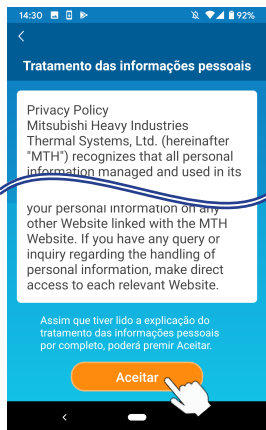 14:30
92%
Tratamento das informações pessoais
Privacy Policy
Mitsubishi Heavy Industries
Thermal Systems, Ltd. (hereinafter
"MTH") recognizes that all personal
information managed and used in its
your personal information on any
other Website linked with the MTH
Website. If you have any query or
inquiry regarding the handling of
personal information, make direct
access to each relevant Website.
Assim que tiver lido a explicação do
tratamento das informações pessoais
por completo, poderá premir Aceitar.
Aceitar